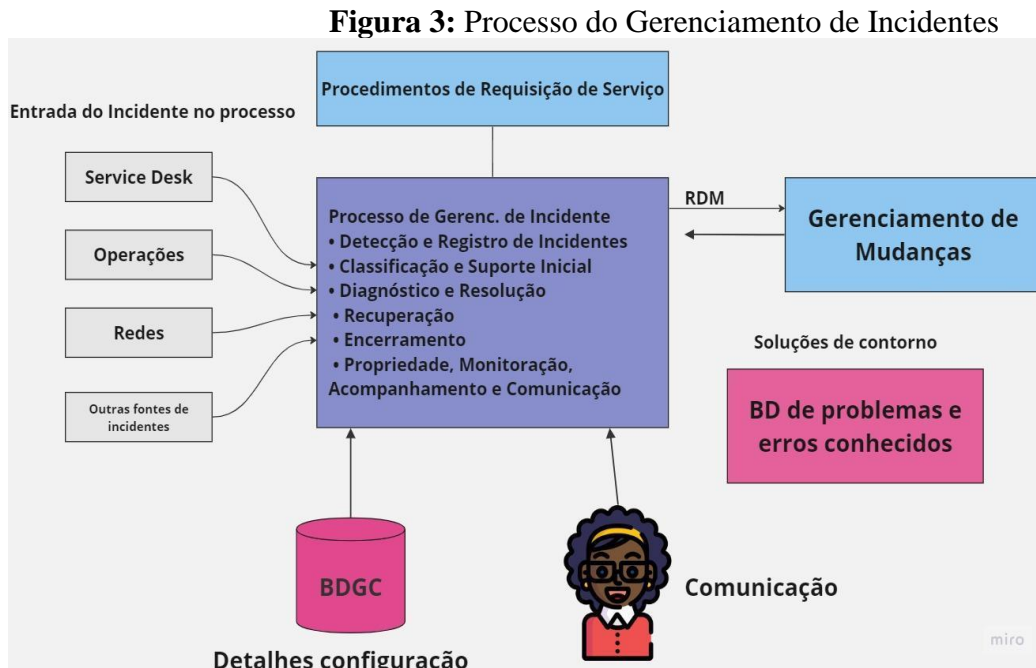 Figura 3: Processo do Gerenciamento de Incidentes
Procedimentos de Requisição de Serviço
Entrada do Incidente no processo
Service Desk
Operações
Redes
Outras fontes de
incidentes
Processo de Gerenc. de Incidente
• Detecção e Registro de Incidentes
• Classificação e Suporte Inicial
• Diagnóstico e Resolução
• Recuperação
• Encerramento
• Propriedade, Monitoração,
Acompanhamento e Comunicação
RDM
Gerenciamento de
Mudanças
Soluções de contorno
BD de problemas e
erros conhecidos
BDGC
Detalhes configuração
Comunicação
miro